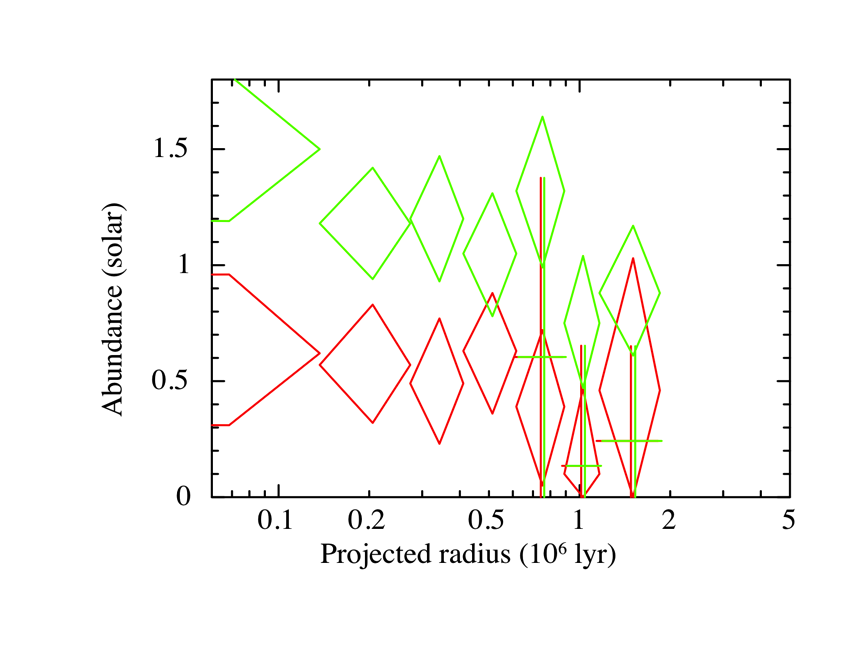 Abundance (solar)
1.5
1
0.5
0
0.1 0.2 0.5 1 2 5
Projected radius (10⁶ lyr)